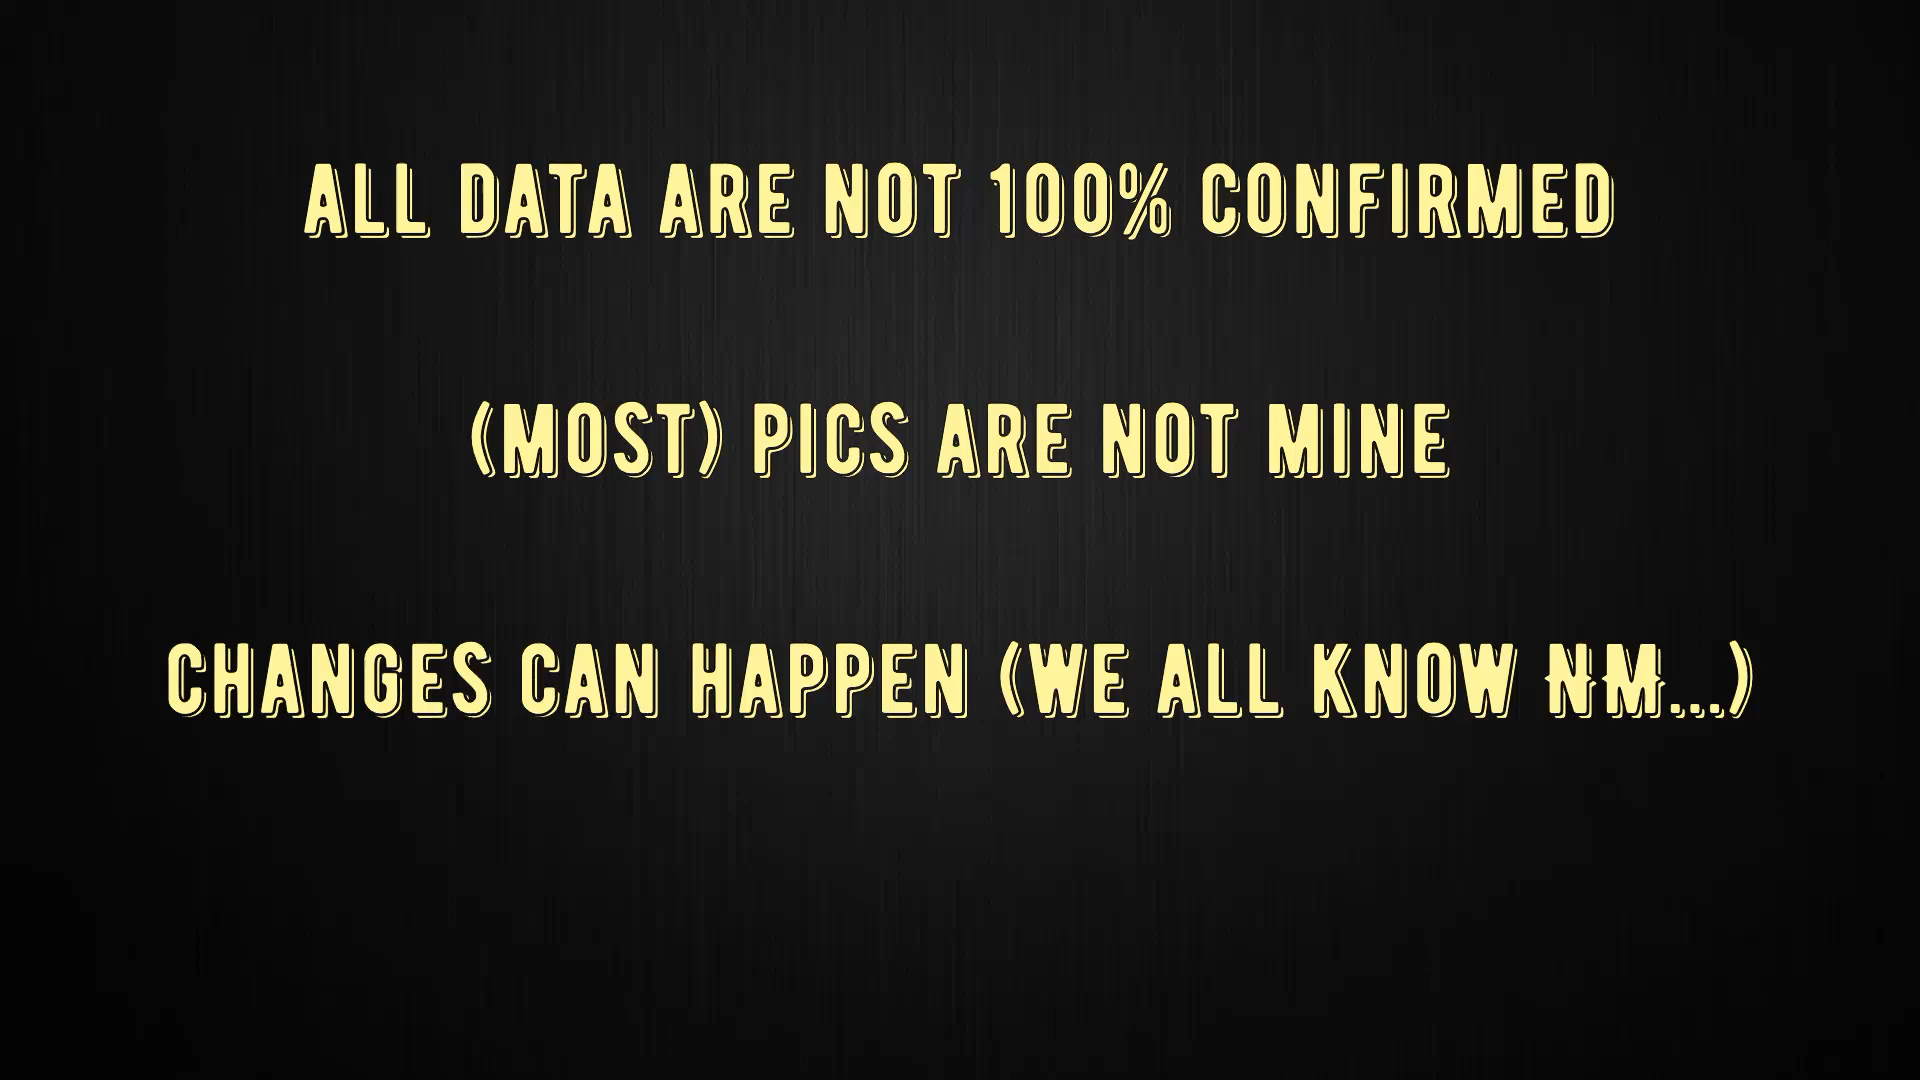 ALL DATA ARE NOT 100% CONFIRMED
(MOST) PICS ARE NOT MINE
CHANGES CAN HAPPEN (WE ALL KNOW NM...)